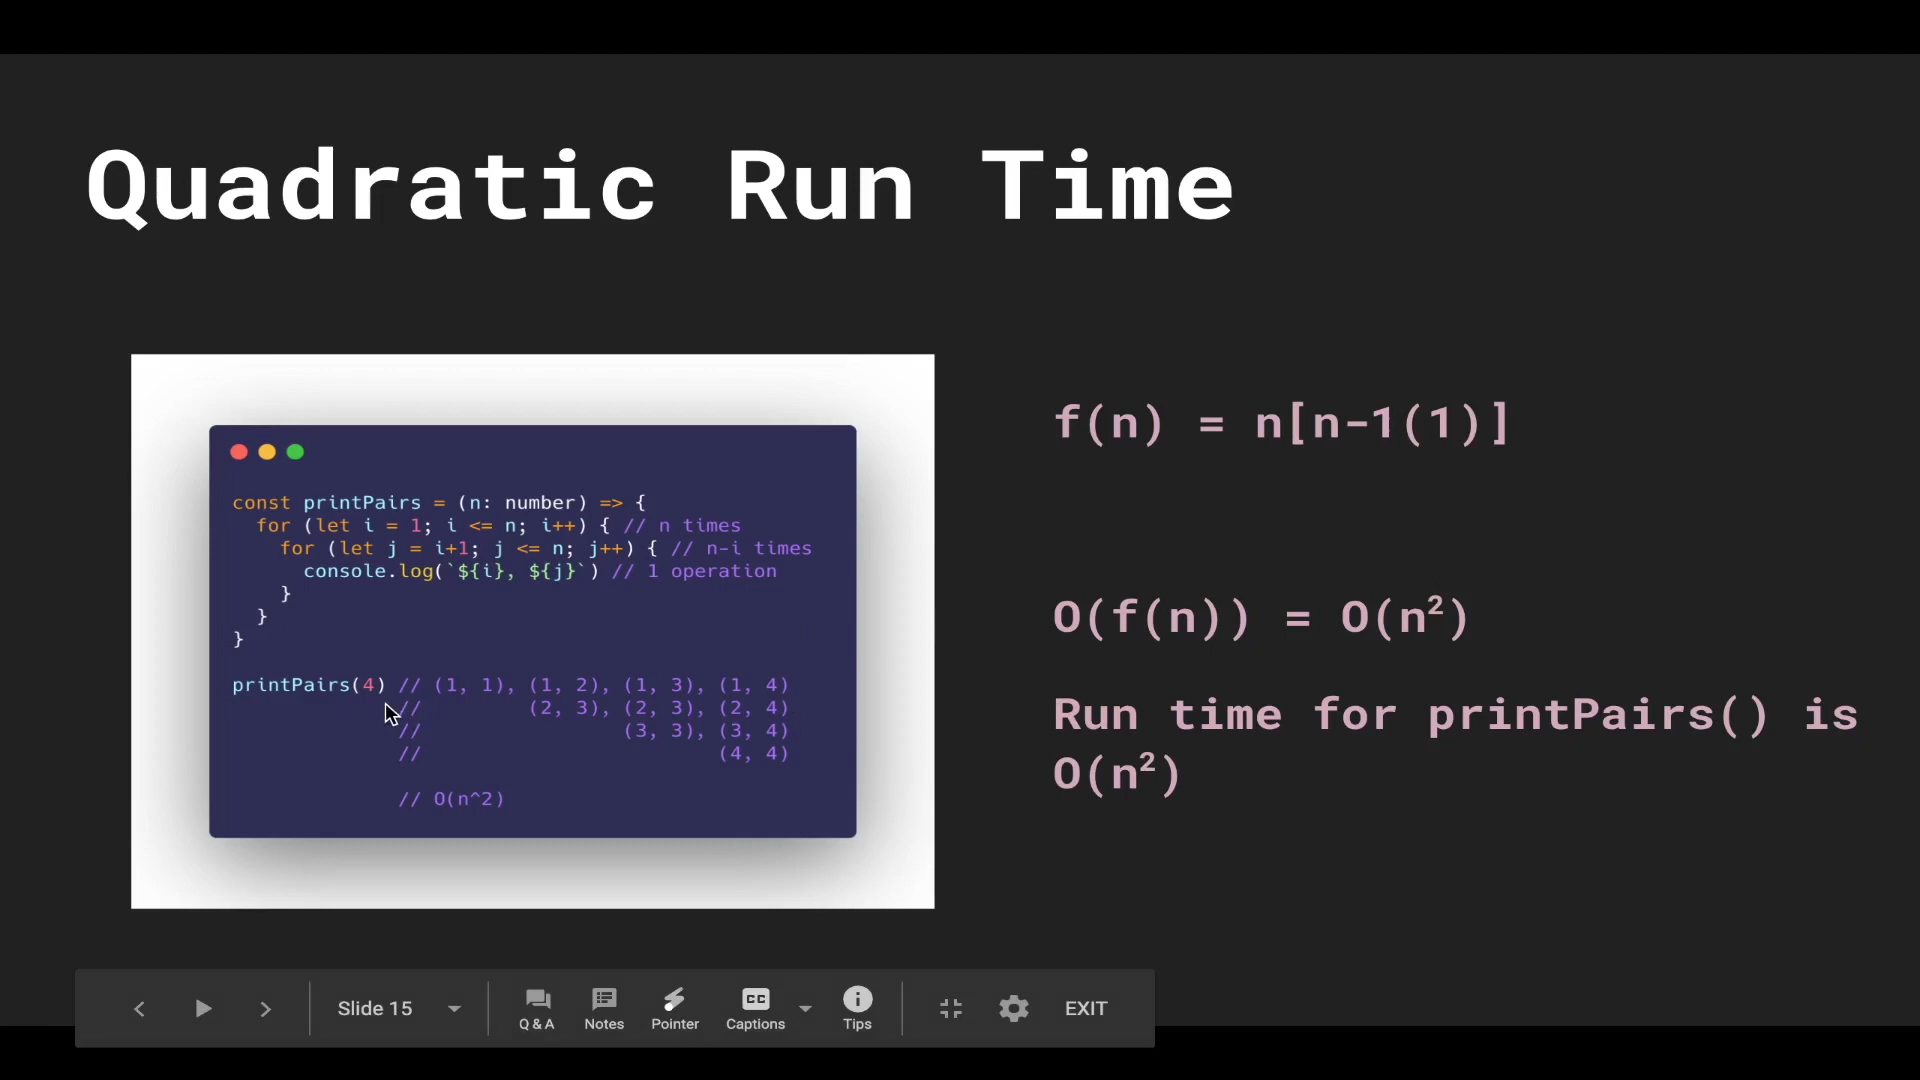 Quadratic Run Time
const printPairs = (n: number) => {
for (let i = 1; i <= n; i++) { // n times
for (let j = i+1; j <= n; j++) { // n-i times
console.log(`${i}, ${j}`) // 1 operation
}
}
}
printPairs(4) // (1, 1), (1, 2), (1, 3), (1, 4)
// (2, 3), (2, 3), (2, 4)
// (3, 3), (3, 4)
// (4, 4)
// O(n^2)
f(n) = n[n-1(1)]
O(f(n)) = O(n²)
Run time for printPairs() is
O(n²)
Slide 15
Q & A
Notes
Pointer
CC
Captions
Tips
EXIT